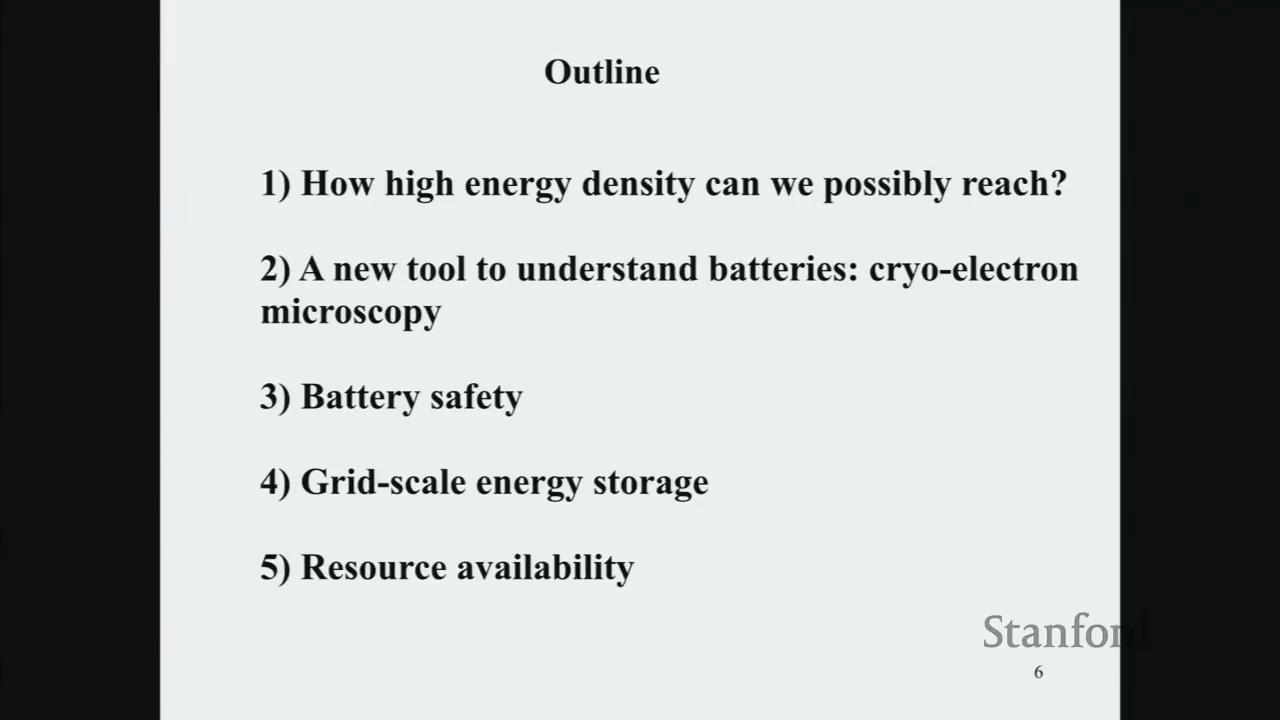 Outline
1) How high energy density can we possibly reach?
2) A new tool to understand batteries: cryo-electron
microscopy
3) Battery safety
4) Grid-scale energy storage
5) Resource availability
Stanford
6